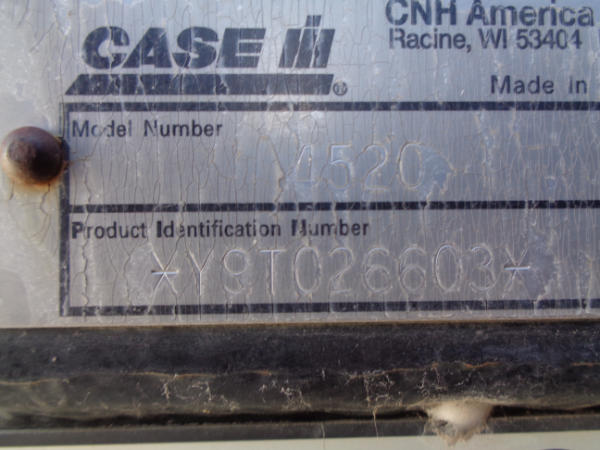 CASE IH®
CNH America
Racine, WI 53404
Made in
Model Number
4520
Product Identification Number
*Y9T026603*